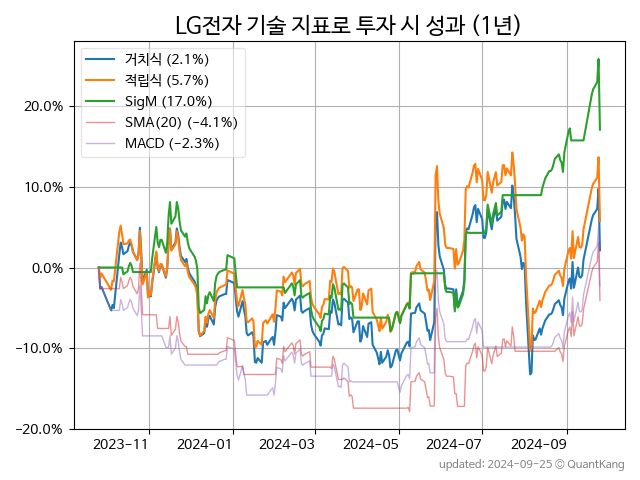 LG전자 기술 지표로 투자 시 성과 (1년)
거치식 (2.1%)
적립식 (5.7%)
SigM (17.0%)
SMA(20) (−4.1%)
MACD (−2.3%)
20.0%
10.0%
0.0%
−10.0%
−20.0%
2023-11 2024-01 2024-03 2024-05 2024-07 2024-09
updated: 2024-09-25 © QuantKang